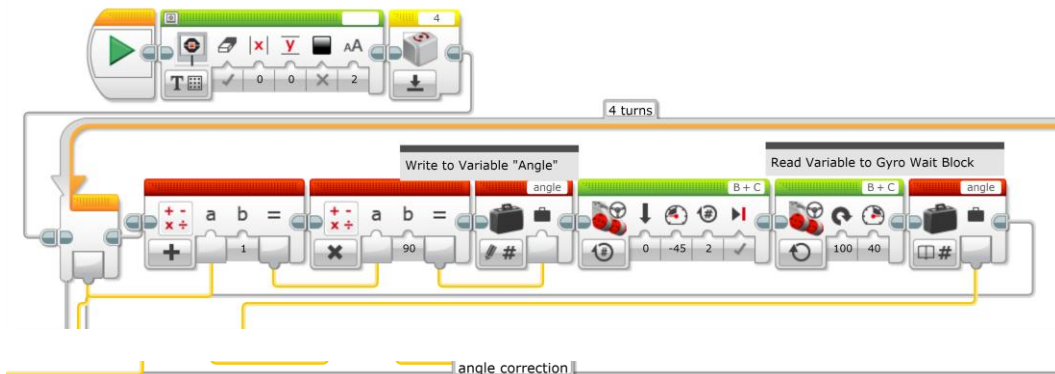 4
T 0 0 2
AA
4 turns
Write to Variable "Angle"
Read Variable to Gyro Wait Block
angle
B + C
B + C
angle
a b =
a b =
1
90
0 -45 2
100 40
#
#
angle correction